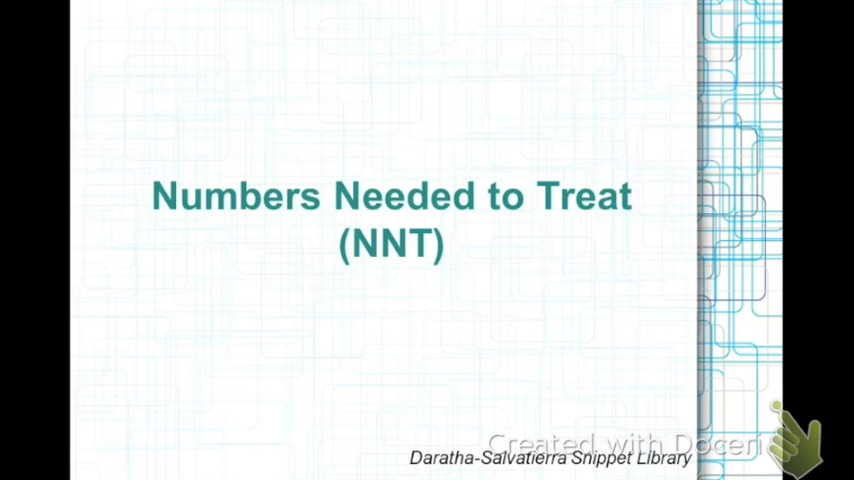 Numbers Needed to Treat
(NNT)
Created with Doceri
Daratha-Salvatierra Snippet Library